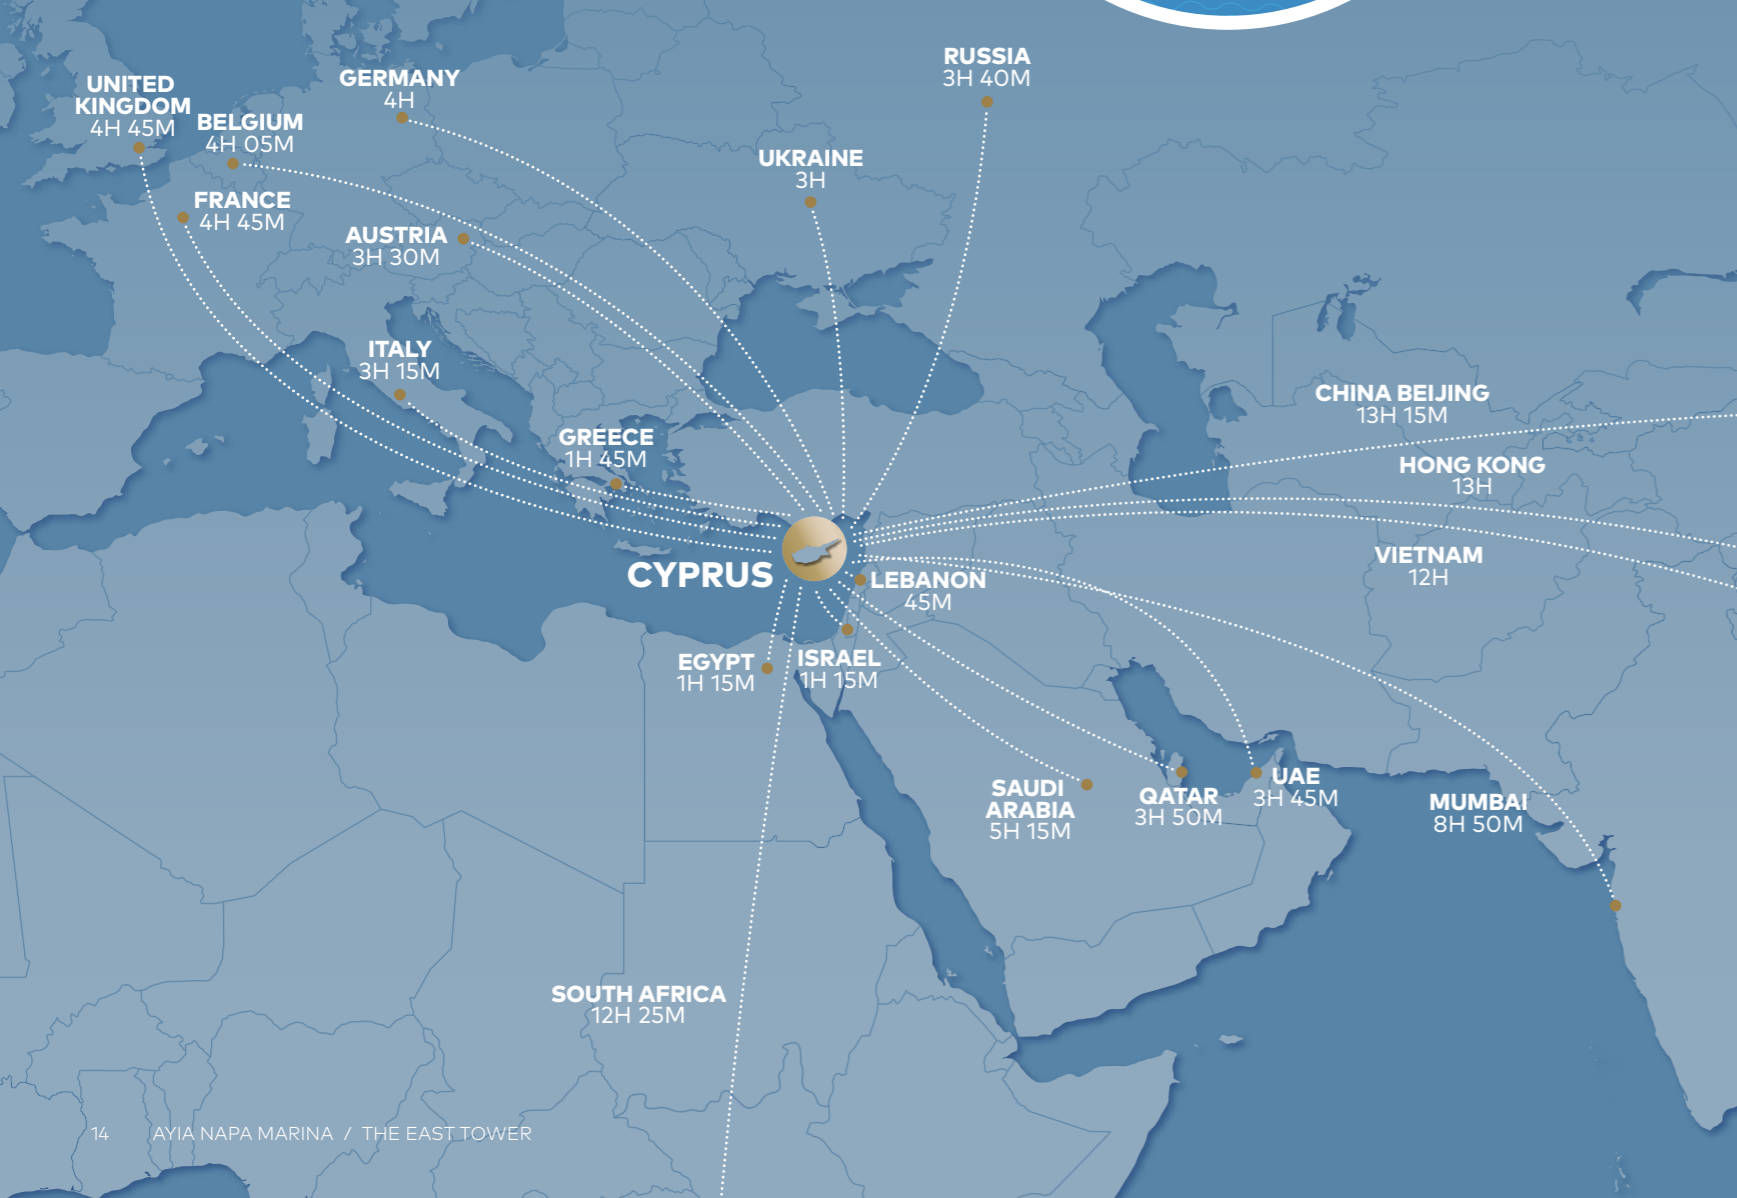 RUSSIA
3H 40M
UNITED
KINGDOM
4H 45M
GERMANY
4H
BELGIUM
4H 05M
UKRAINE
3H
FRANCE
4H 45M
AUSTRIA
3H 30M
ITALY
3H 15M
CHINA BEIJING
13H 15M
GREECE
1H 45M
HONG KONG
13H
VIETNAM
12H
CYPRUS
LEBANON
45M
EGYPT
1H 15M
ISRAEL
1H 15M
SAUDI
ARABIA
5H 15M
QATAR
3H 50M
UAE
3H 45M
MUMBAI
8H 50M
SOUTH AFRICA
12H 25M
14 AYIA NAPA MARINA / THE EAST TOWER